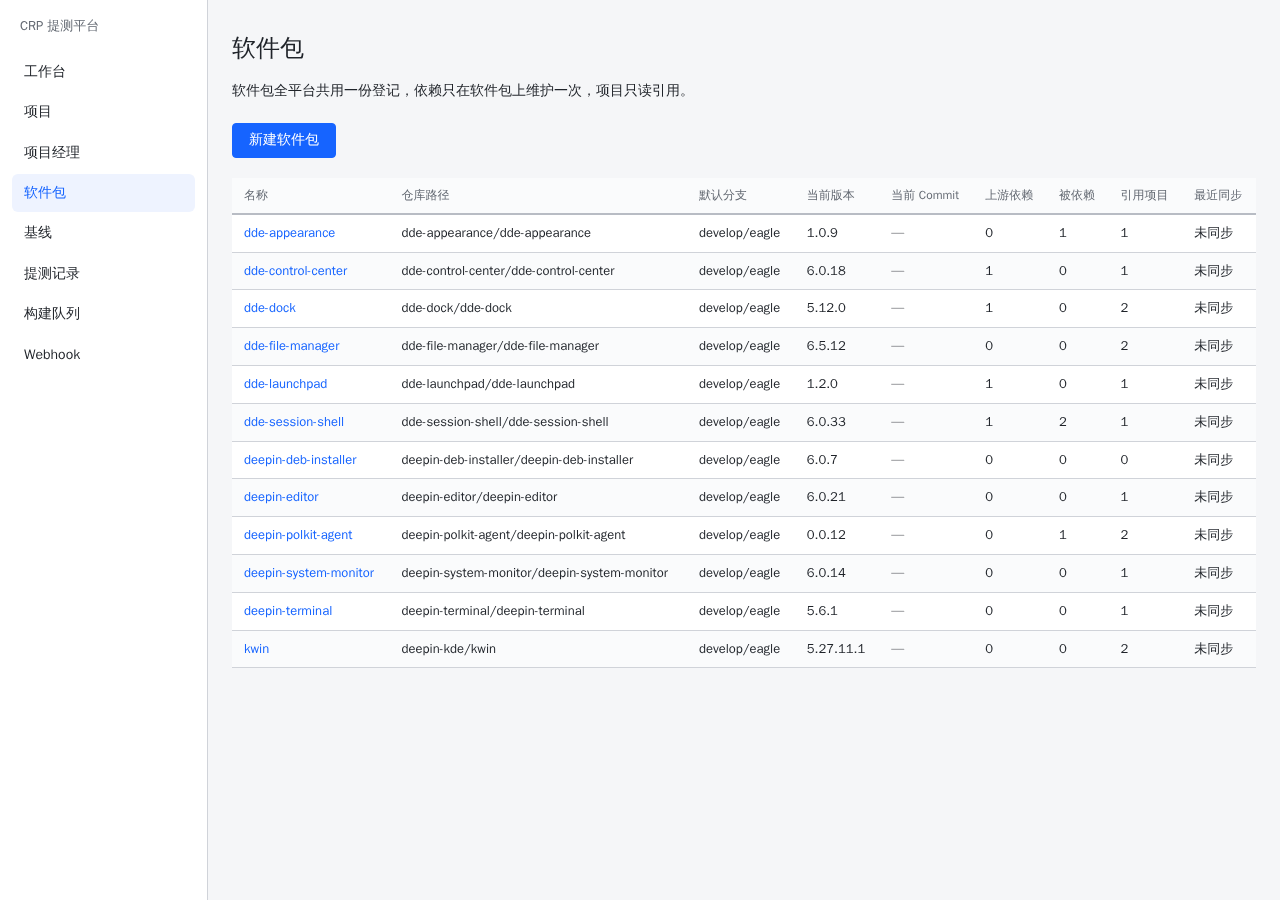 CRP 提测平台
工作台
项目
项目经理
软件包
基线
提测记录
构建队列
Webhook
软件包
软件包全平台共用一份登记，依赖只在软件包上维护一次，项目只读引用。
新建软件包
名称 仓库路径 默认分支 当前版本 当前 Commit 上游依赖 被依赖 引用项目 最近同步
dde-appearance dde-appearance/dde-appearance develop/eagle 1.0.9 — 0 1 1 未同步
dde-control-center dde-control-center/dde-control-center develop/eagle 6.0.18 — 1 0 1 未同步
dde-dock dde-dock/dde-dock develop/eagle 5.12.0 — 1 0 2 未同步
dde-file-manager dde-file-manager/dde-file-manager develop/eagle 6.5.12 — 0 0 2 未同步
dde-launchpad dde-launchpad/dde-launchpad develop/eagle 1.2.0 — 1 0 1 未同步
dde-session-shell dde-session-shell/dde-session-shell develop/eagle 6.0.33 — 1 2 1 未同步
deepin-deb-installer deepin-deb-installer/deepin-deb-installer develop/eagle 6.0.7 — 0 0 0 未同步
deepin-editor deepin-editor/deepin-editor develop/eagle 6.0.21 — 0 0 1 未同步
deepin-polkit-agent deepin-polkit-agent/deepin-polkit-agent develop/eagle 0.0.12 — 0 1 2 未同步
deepin-system-monitor deepin-system-monitor/deepin-system-monitor develop/eagle 6.0.14 — 0 0 1 未同步
deepin-terminal deepin-terminal/deepin-terminal develop/eagle 5.6.1 — 0 0 1 未同步
kwin deepin-kde/kwin develop/eagle 5.27.11.1 — 0 0 2 未同步